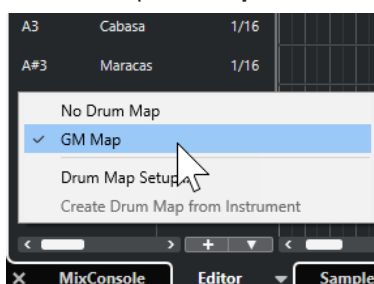 A3 Cabasa 1/16
A#3 Maracas 1/16
No Drum Map
✓ GM Map
Drum Map Setup
Create Drum Map from Instrument
MixConsole Editor Sample